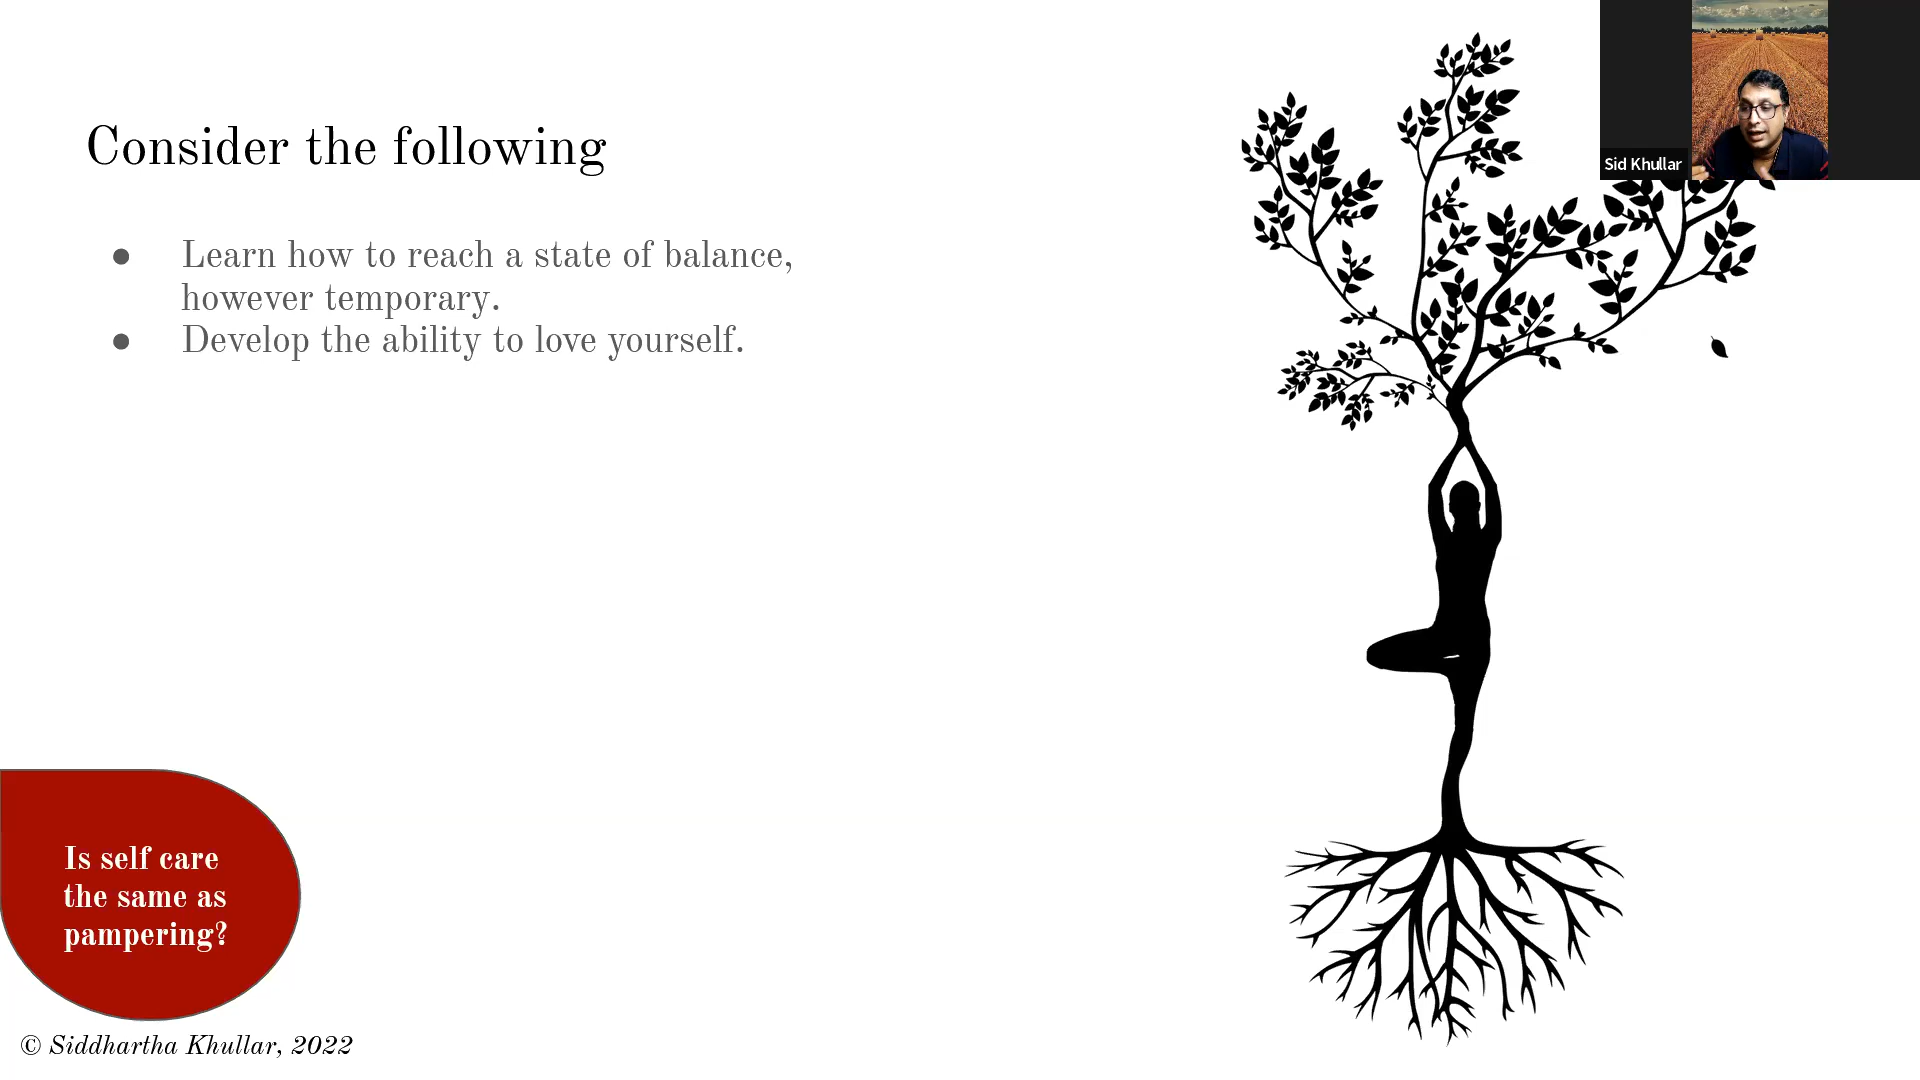 Sid Khullar
Consider the following
● Learn how to reach a state of balance,
however temporary.
● Develop the ability to love yourself.
Is self care
the same as
pampering?
© Siddhartha Khullar, 2022